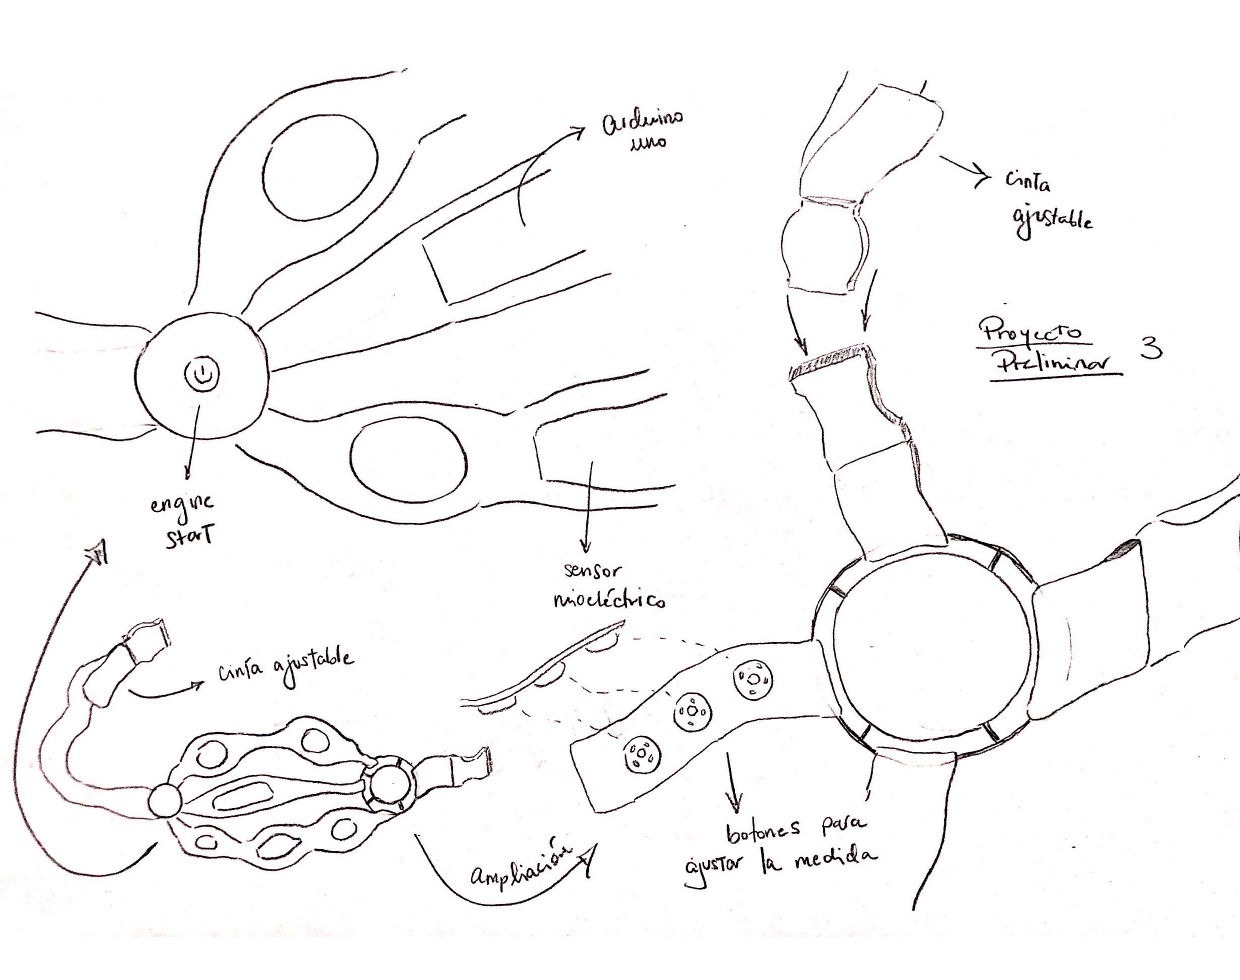 arduino
uno
cinta
ajustable
Proyecto
Preliminar 3
engine
start
sensor
mioeléctrico
cinta ajustable
ampliación
botones para
ajustar la medida